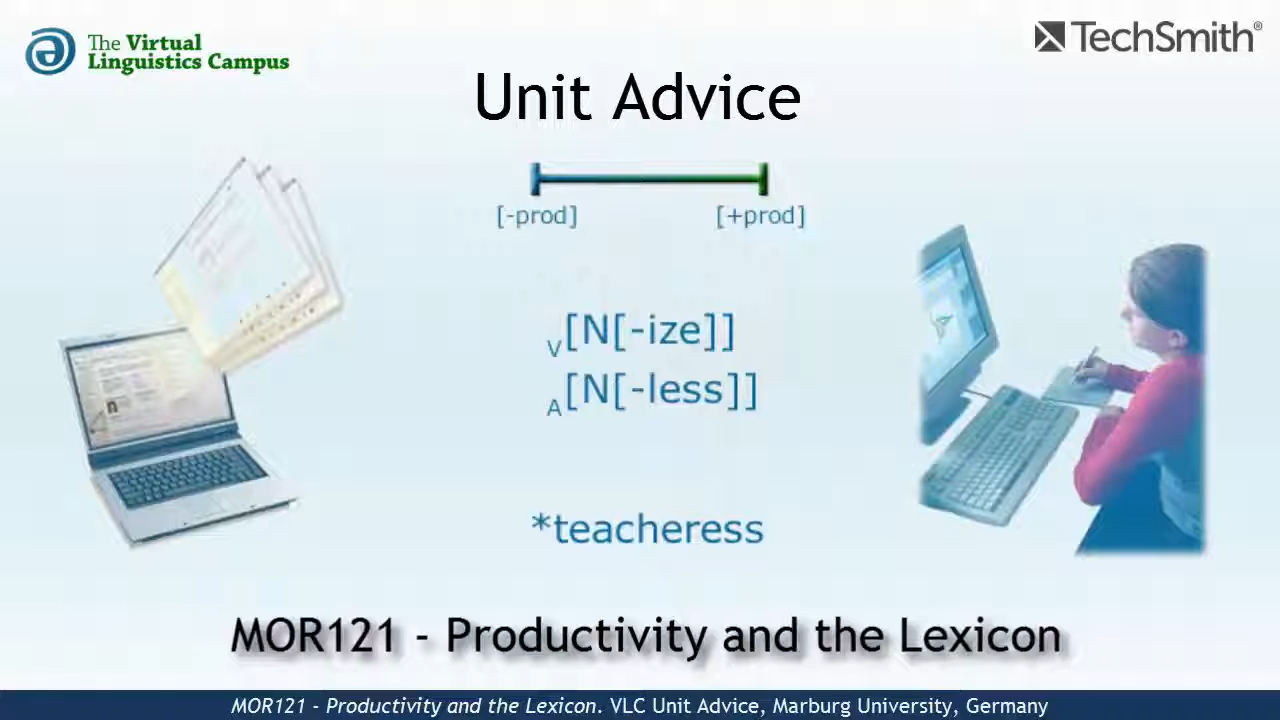 The Virtual
Linguistics Campus
TechSmith®
Unit Advice
[-prod] [+prod]
V[N[-ize]]
A[N[-less]]
*teacheress
MOR121 - Productivity and the Lexicon
MOR121 - Productivity and the Lexicon. VLC Unit Advice, Marburg University, Germany